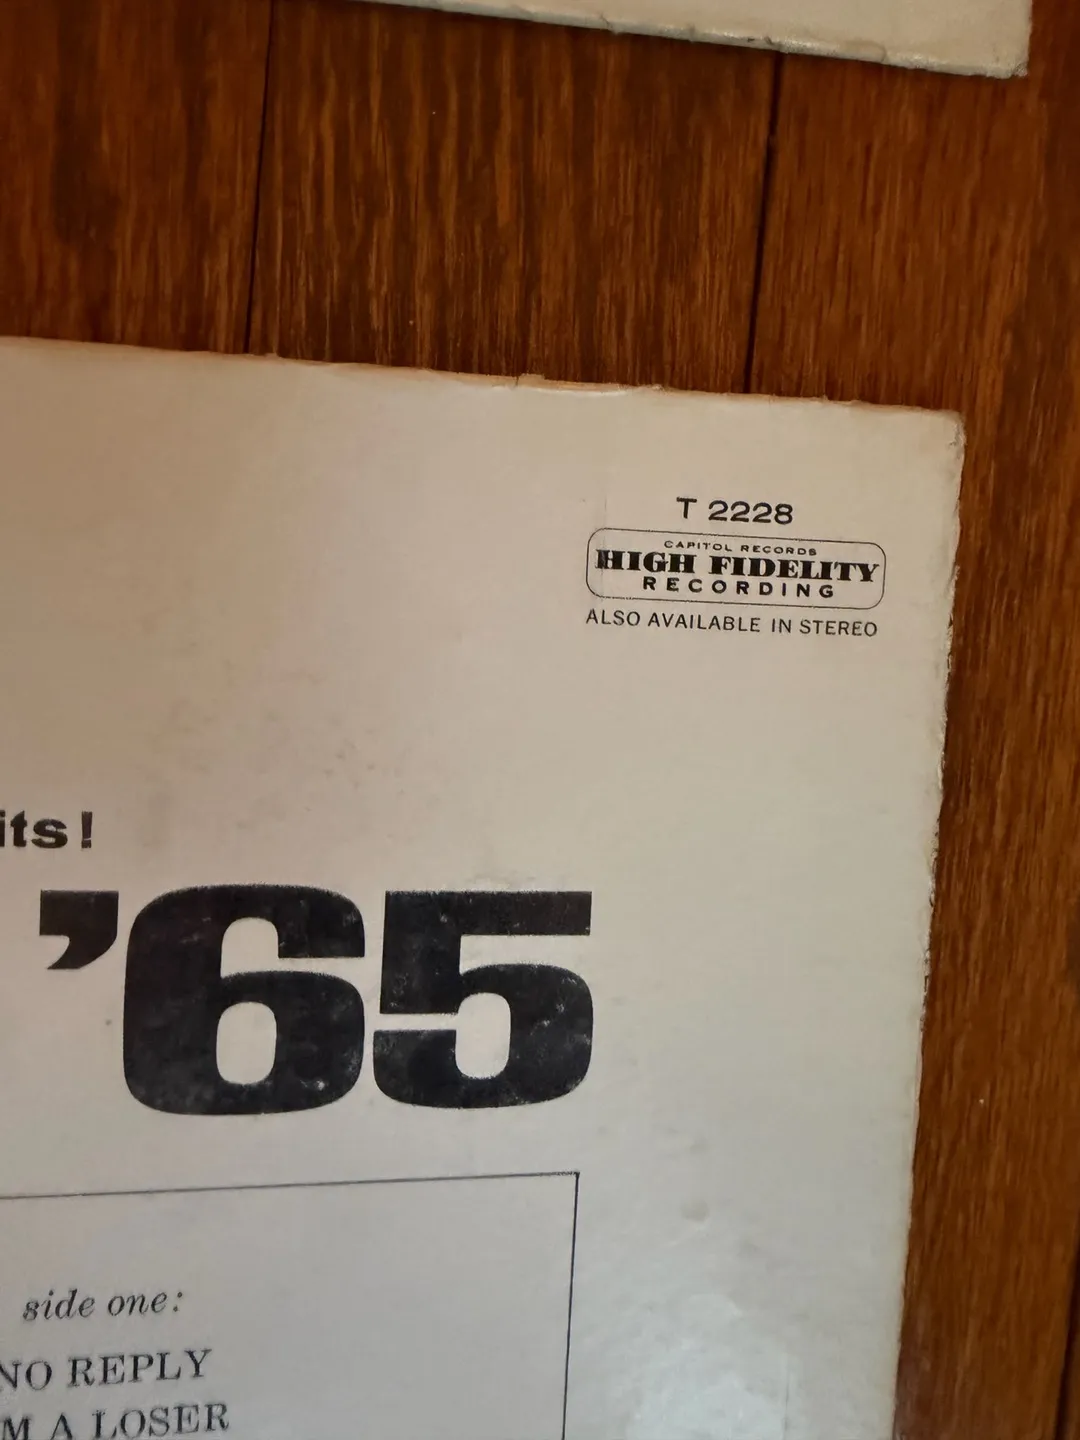 T 2228
CAPITOL RECORDS
HIGH FIDELITY
RECORDING
ALSO AVAILABLE IN STEREO
its!
'65
side one:
NO REPLY
M A LOSER